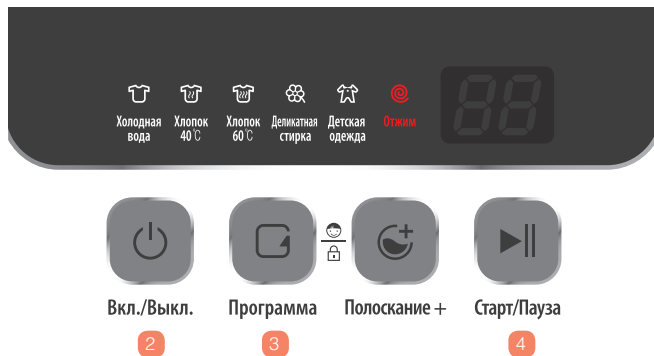 88
Холодная вода
Хлопок 40℃
Хлопок 60℃
Деликатная стирка
Детская одежда
Отжим
Вкл./Выкл.
Программа
Полоскание +
Старт/Пауза
2
3
4